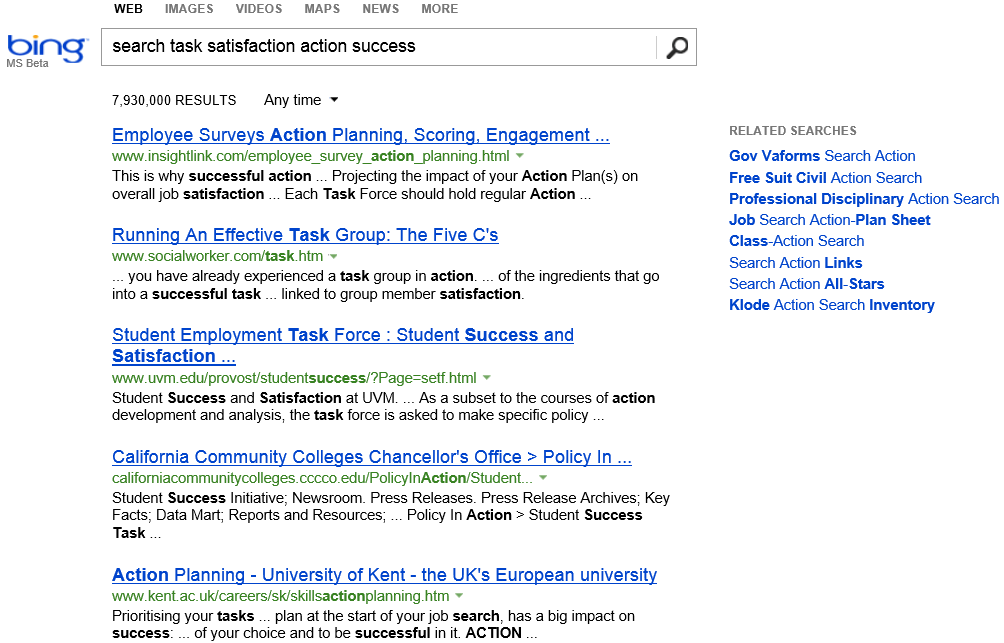 WEB IMAGES VIDEOS MAPS NEWS MORE
bing
MS Beta
search task satisfaction action success
7,930,000 RESULTS Any time
Employee Surveys Action Planning, Scoring, Engagement ...
www.insightlink.com/employee_survey_action_planning.html
This is why successful action ... Projecting the impact of your Action Plan(s) on
overall job satisfaction ... Each Task Force should hold regular Action ...
Running An Effective Task Group: The Five C's
www.socialworker.com/task.htm
... you have already experienced a task group in action. ... of the ingredients that go
into a successful task ... linked to group member satisfaction.
Student Employment Task Force : Student Success and
Satisfaction ...
www.uvm.edu/provost/studentsuccess/?Page=setf.html
Student Success and Satisfaction at UVM. ... As a subset to the courses of action
development and analysis, the task force is asked to make specific policy ...
California Community Colleges Chancellor's Office > Policy In ...
californiacommunitycolleges.cccco.edu/PolicyInAction/Student...
Student Success Initiative; Newsroom. Press Releases. Press Release Archives; Key
Facts; Data Mart; Reports and Resources; ... Policy In Action > Student Success
Task ...
Action Planning - University of Kent - the UK's European university
www.kent.ac.uk/careers/sk/skillsactionplanning.htm
Prioritising your tasks ... plan at the start of your job search, has a big impact on
success: ... of your choice and to be successful in it. ACTION ...
RELATED SEARCHES
Gov Vaforms Search Action
Free Suit Civil Action Search
Professional Disciplinary Action Search
Job Search Action-Plan Sheet
Class-Action Search
Search Action Links
Search Action All-Stars
Klode Action Search Inventory